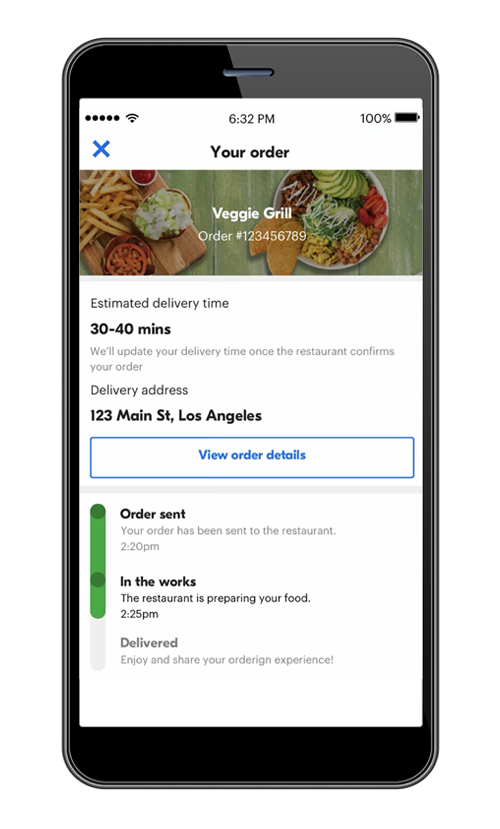 6:32 PM
100%
Your order
Veggie Grill
Order #123456789
Estimated delivery time
30-40 mins
We'll update your delivery time once the restaurant confirms
your order
Delivery address
123 Main St, Los Angeles
View order details
Order sent
Your order has been sent to the restaurant.
2:20pm
In the works
The restaurant is preparing your food.
2:25pm
Delivered
Enjoy and share your orderign experience!